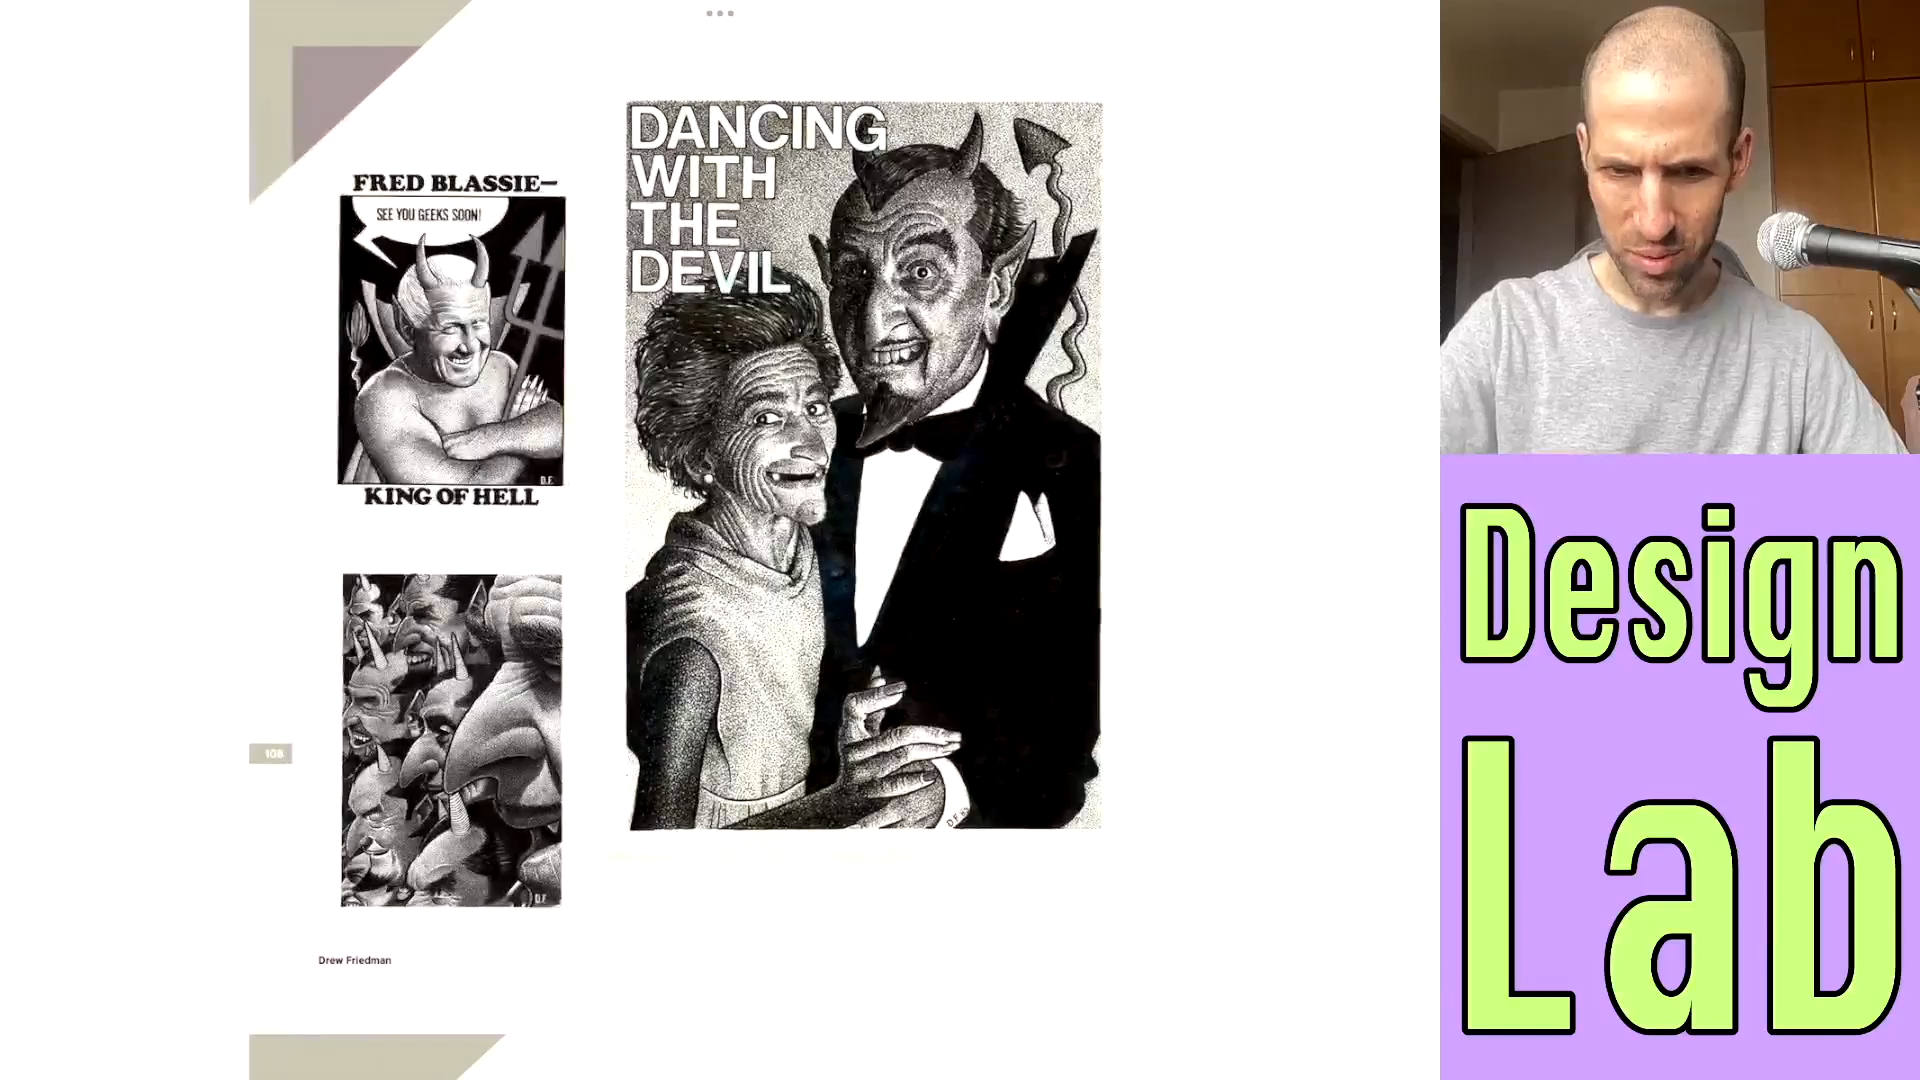 FRED BLASSIE—
SEE YOU GEEKS SOON!
D.F.
KING OF HELL
DANCING
WITH
THE
DEVIL
108
D.F.
Drew Friedman
Design
Lab